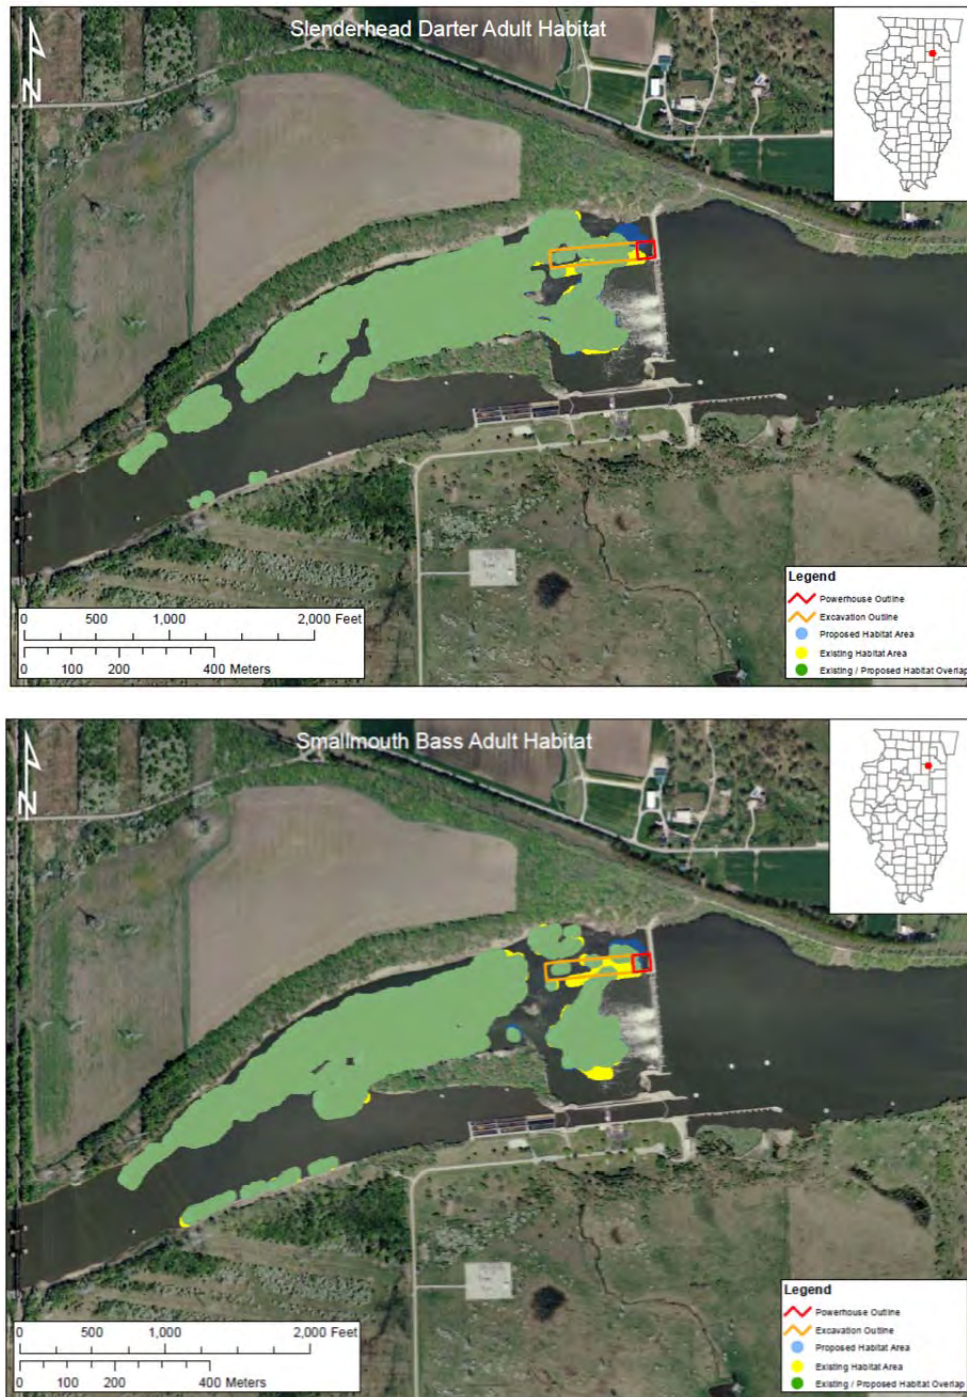 Slenderhead Darter Adult Habitat
N
Legend
Powerhouse Outline
Excavation Outline
Proposed Habitat Area
Existing Habitat Area
Existing / Proposed Habitat Overlap
0 500 1,000 2,000 Feet
0 100 200 400 Meters
Smallmouth Bass Adult Habitat
N
Legend
Powerhouse Outline
Excavation Outline
Proposed Habitat Area
Existing Habitat Area
Existing / Proposed Habitat Overlap
0 500 1,000 2,000 Feet
0 100 200 400 Meters